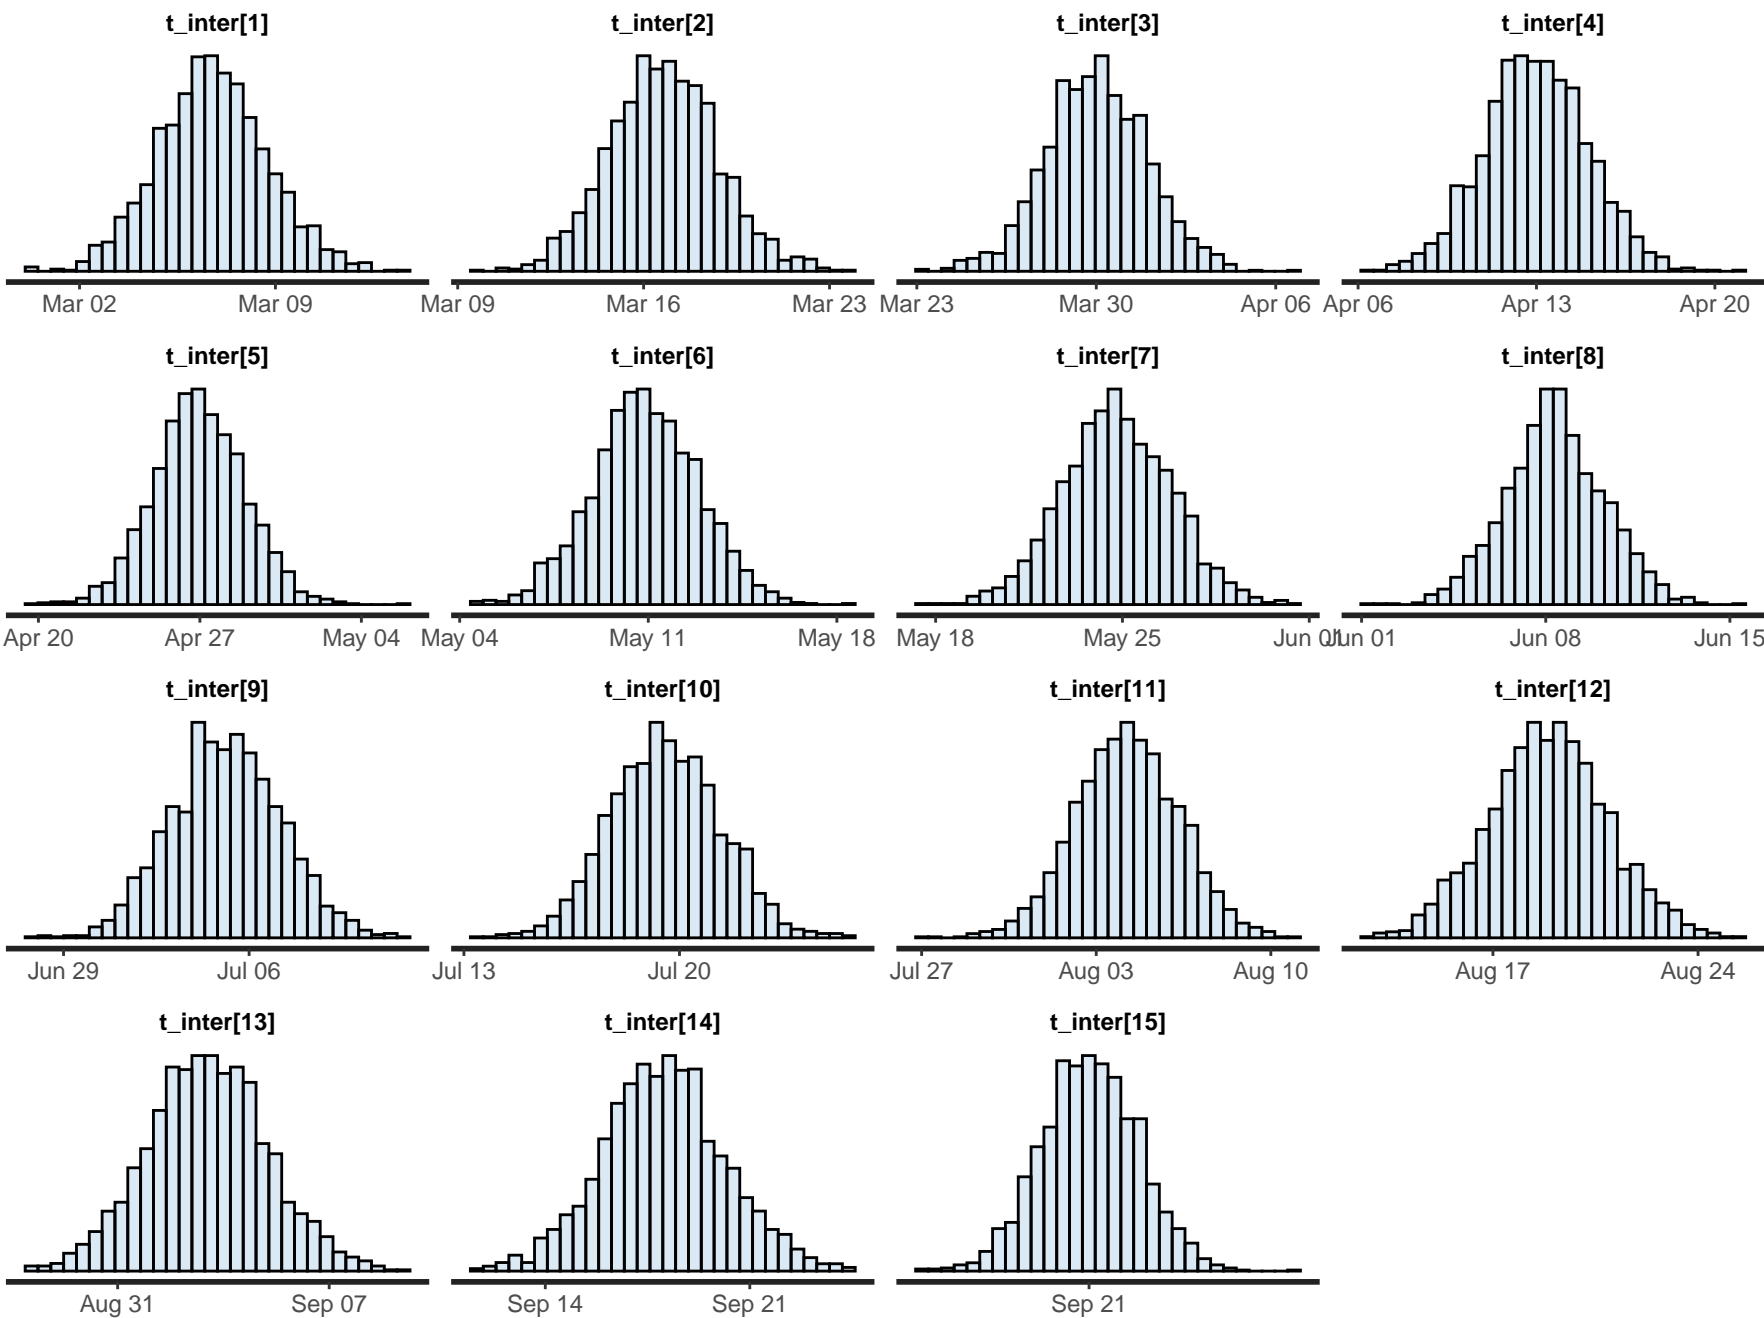 t_inter[1] t_inter[2] t_inter[3] t_inter[4]
Mar 02 Mar 09 Mar 09 Mar 16 Mar 23 Mar 23 Mar 30 Apr 06 Apr 06 Apr 13 Apr 20
t_inter[5] t_inter[6] t_inter[7] t_inter[8]
Apr 20 Apr 27 May 04 May 04 May 11 May 18 May 18 May 25 Jun 01 Jun 01 Jun 08 Jun 15
t_inter[9] t_inter[10] t_inter[11] t_inter[12]
Jun 29 Jul 06 Jul 13 Jul 20 Jul 27 Aug 03 Aug 10 Aug 17 Aug 24
t_inter[13] t_inter[14] t_inter[15]
Aug 31 Sep 07 Sep 14 Sep 21 Sep 21